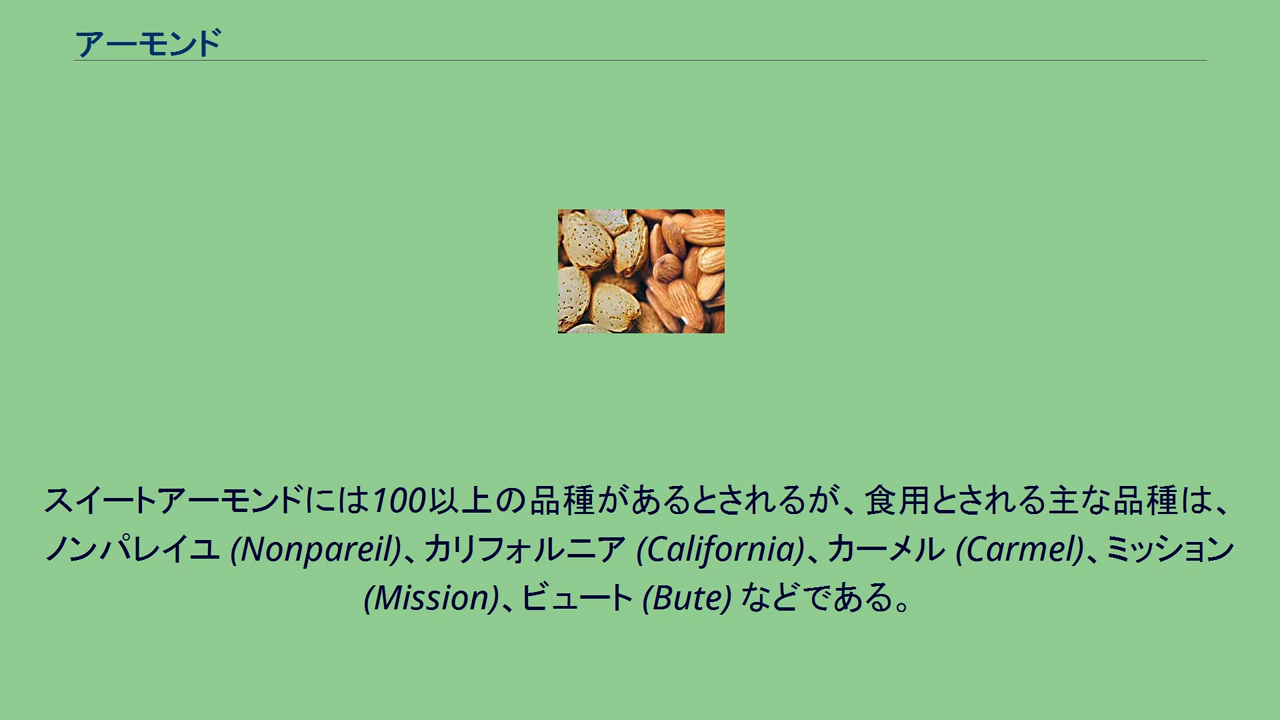 アーモンド
スイートアーモンドには100以上の品種があるとされるが、食用とされる主な品種は、
ノンパレイユ (Nonpareil)、カリフォルニア (California)、カーメル (Carmel)、ミッション
(Mission)、ビュート (Bute) などである。